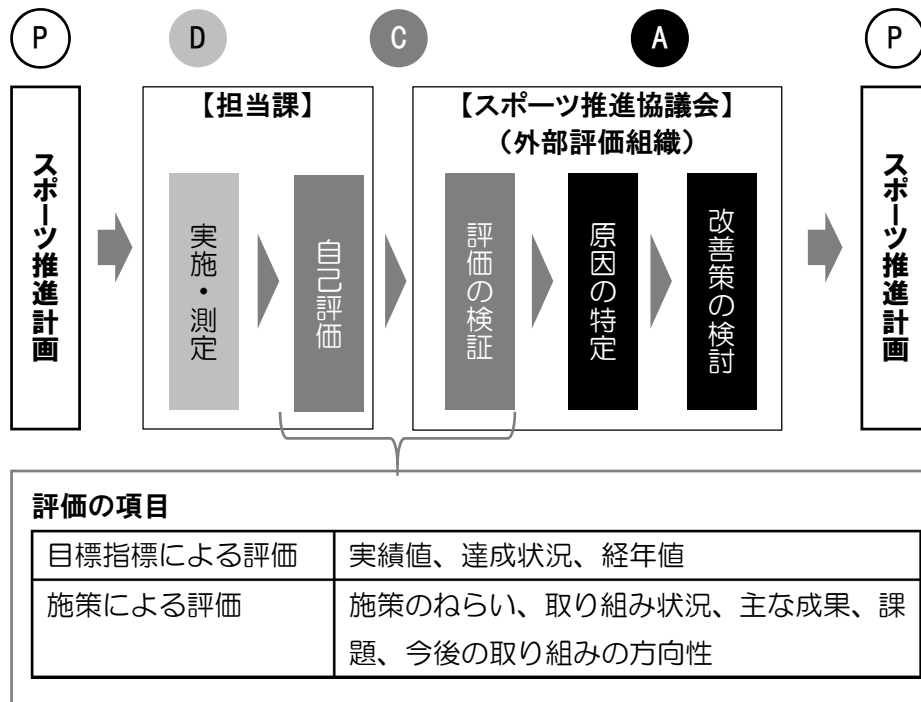 P
D
C
A
P
スポーツ推進計画
【担当課】
実施・測定
自己評価
【スポーツ推進協議会】
（外部評価組織）
評価の検証
原因の特定
改善策の検討
スポーツ推進計画
評価の項目
目標指標による評価
実績値、達成状況、経年値
施策による評価
施策のねらい、取り組み状況、主な成果、課
題、今後の取り組みの方向性